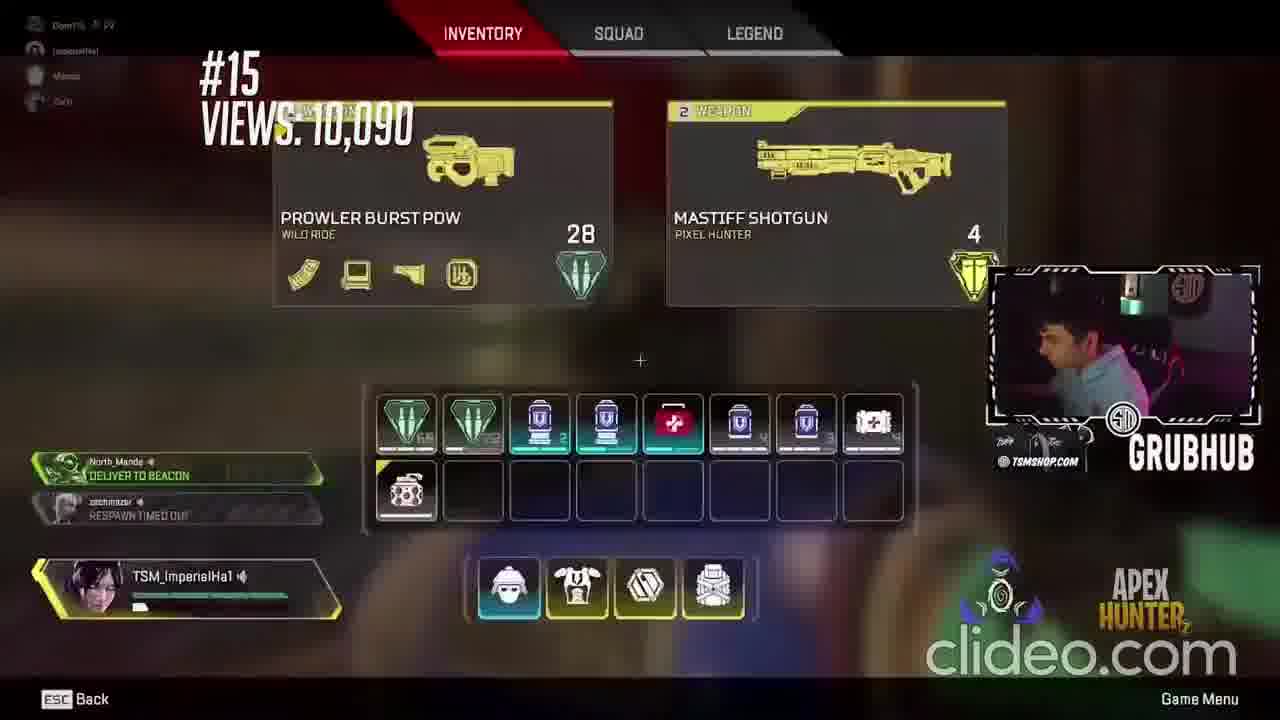 INVENTORY
SQUAD
LEGEND
#15
VIEWS: 10,090
2 WEAPON
PROWLER BURST PDW
WILD RIDE
28
MASTIFF SHOTGUN
PIXEL HUNTER
4
TSMSHOP.COM
GRUBHUB
North_Mande
DELIVER TO BEACON
zachmazer
RESPAWN TIMED OUT
TSM_ImperialHal
APEX
HUNTER
clideo.com
ESC Back
Game Menu